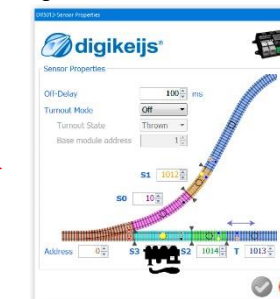 DR5013 Sensor Properties
digikeijs®
Sensor Properties
Off-Delay 100 ms
Turnout Mode Off
Turnout State Thrown
Base module address 1
S1 1012
S0 10
Address 0 S3 S2 1014 T 1013